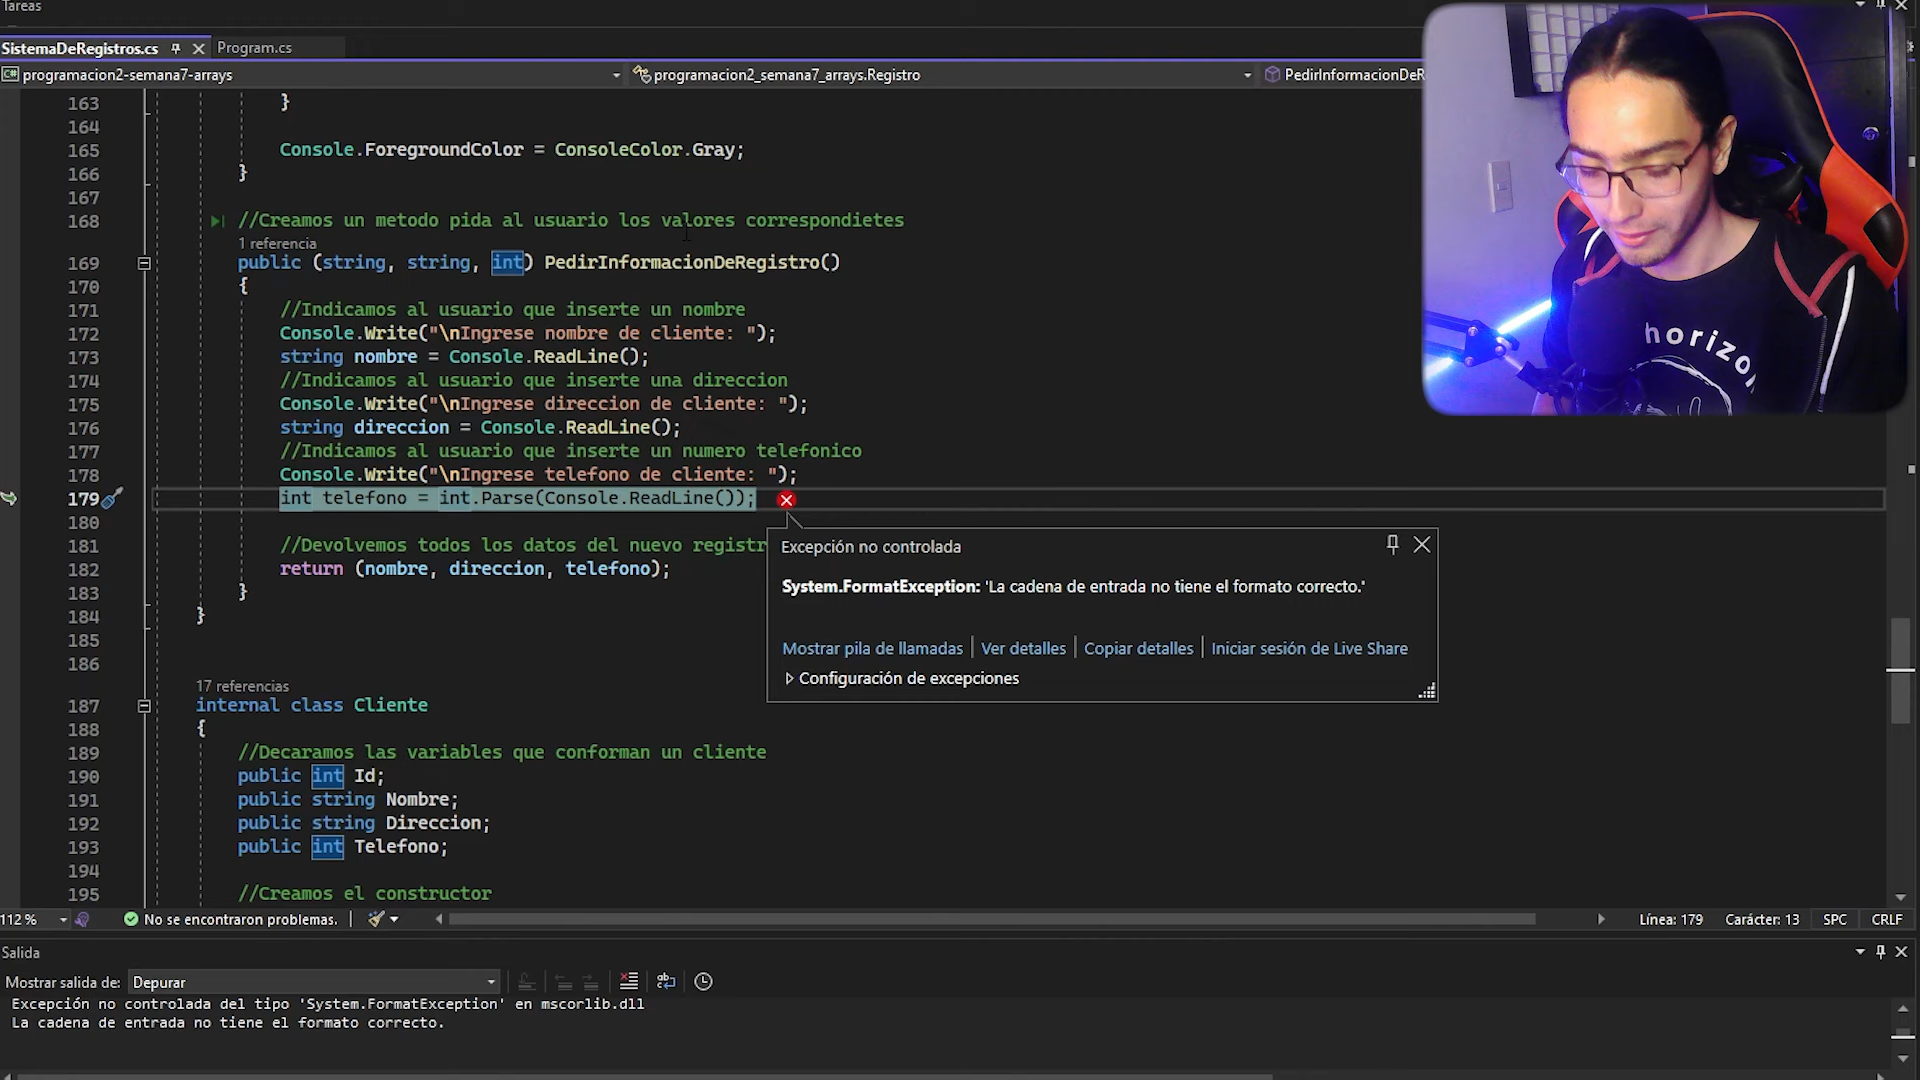 Tareas
SistemaDeRegistros.cs
Program.cs
programacion2-semana7-arrays
programacion2_semana7_arrays.Registro
PedirInformacionDeR
163 }
164
165 Console.ForegroundColor = ConsoleColor.Gray;
166 }
167
168 //Creamos un metodo pida al usuario los valores correspondietes
1 referencia
169 public (string, string, int) PedirInformacionDeRegistro()
170 {
171 //Indicamos al usuario que inserte un nombre
172 Console.Write("\nIngrese nombre de cliente: ");
173 string nombre = Console.ReadLine();
174 //Indicamos al usuario que inserte una direccion
175 Console.Write("\nIngrese direccion de cliente: ");
176 string direccion = Console.ReadLine();
177 //Indicamos al usuario que inserte un numero telefonico
178 Console.Write("\nIngrese telefono de cliente: ");
179 int telefono = int.Parse(Console.ReadLine());
180
181 //Devolvemos todos los datos del nuevo registr
182 return (nombre, direccion, telefono);
183 }
184 }
185
186
17 referencias
187 internal class Cliente
188 {
189 //Decaramos las variables que conforman un cliente
190 public int Id;
191 public string Nombre;
192 public string Direccion;
193 public int Telefono;
194
195 //Creamos el constructor
Excepción no controlada
System.FormatException: 'La cadena de entrada no tiene el formato correcto.'
Mostrar pila de llamadas | Ver detalles | Copiar detalles | Iniciar sesión de Live Share
Configuración de excepciones
horizon
112 % No se encontraron problemas. Línea: 179 Carácter: 13 SPC CRLF
Salida
Mostrar salida de: Depurar
Excepción no controlada del tipo 'System.FormatException' en mscorlib.dll
La cadena de entrada no tiene el formato correcto.